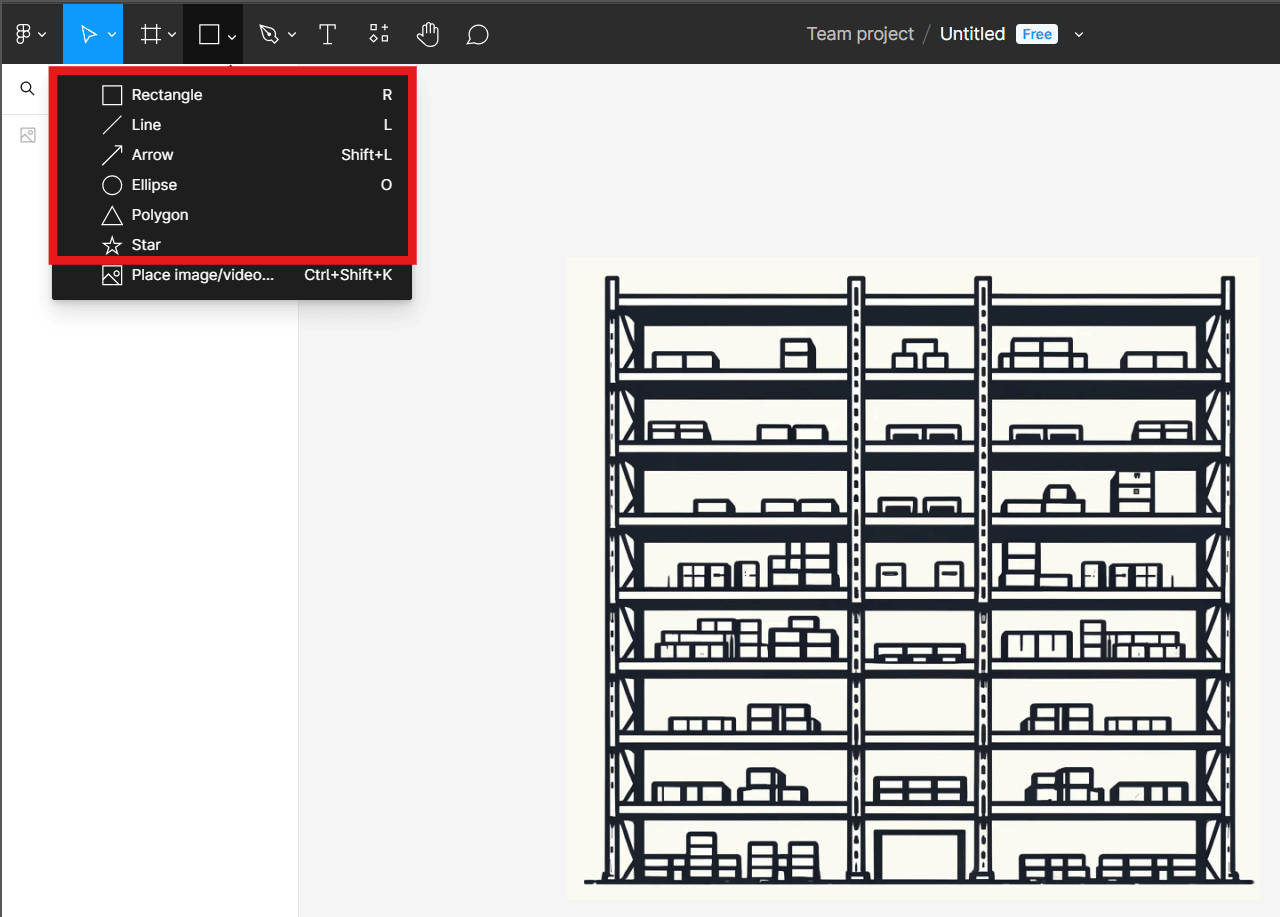 Team project / Untitled Free
Rectangle R
Line L
Arrow Shift+L
Ellipse O
Polygon
Star
Place image/video... Ctrl+Shift+K